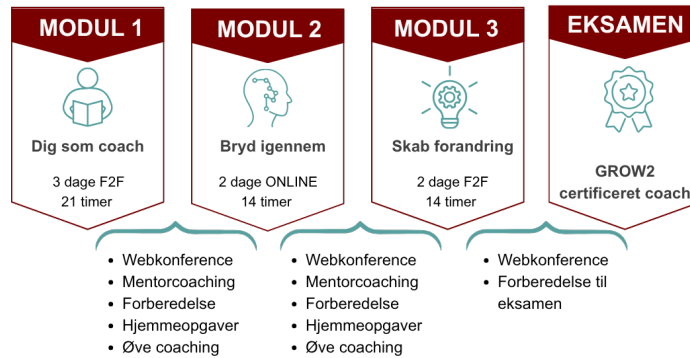 MODUL 1
Dig som coach
3 dage F2F
21 timer
MODUL 2
Bryd igennem
2 dage ONLINE
14 timer
MODUL 3
Skab forandring
2 dage F2F
14 timer
EKSAMEN
GROW2
certificeret coach
• Webkonference
• Mentorcoaching
• Forberedelse
• Hjemmeopgaver
• Øve coaching
• Webkonference
• Mentorcoaching
• Forberedelse
• Hjemmeopgaver
• Øve coaching
• Webkonference
• Forberedelse til
eksamen